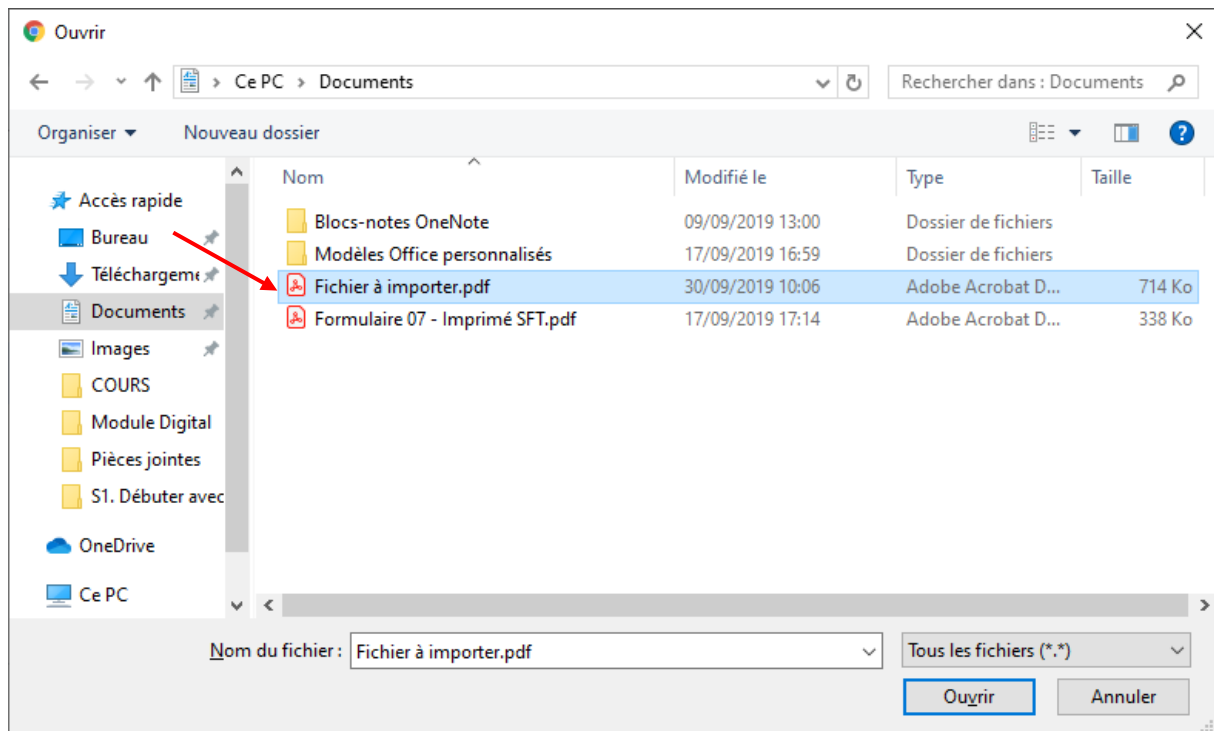 Ouvrir
Ce PC > Documents
Rechercher dans : Documents
Organiser
Nouveau dossier
Nom Modifié le Type Taille
Accès rapide
Bureau
Téléchargeme
Documents
Images
COURS
Module Digital
Pièces jointes
S1. Débuter avec
OneDrive
Ce PC
Blocs-notes OneNote 09/09/2019 13:00 Dossier de fichiers
Modèles Office personnalisés 17/09/2019 16:59 Dossier de fichiers
Fichier à importer.pdf 30/09/2019 10:06 Adobe Acrobat D... 714 Ko
Formulaire 07 - Imprimé SFT.pdf 17/09/2019 17:14 Adobe Acrobat D... 338 Ko
Nom du fichier : Fichier à importer.pdf
Tous les fichiers (*.*)
Ouvrir
Annuler